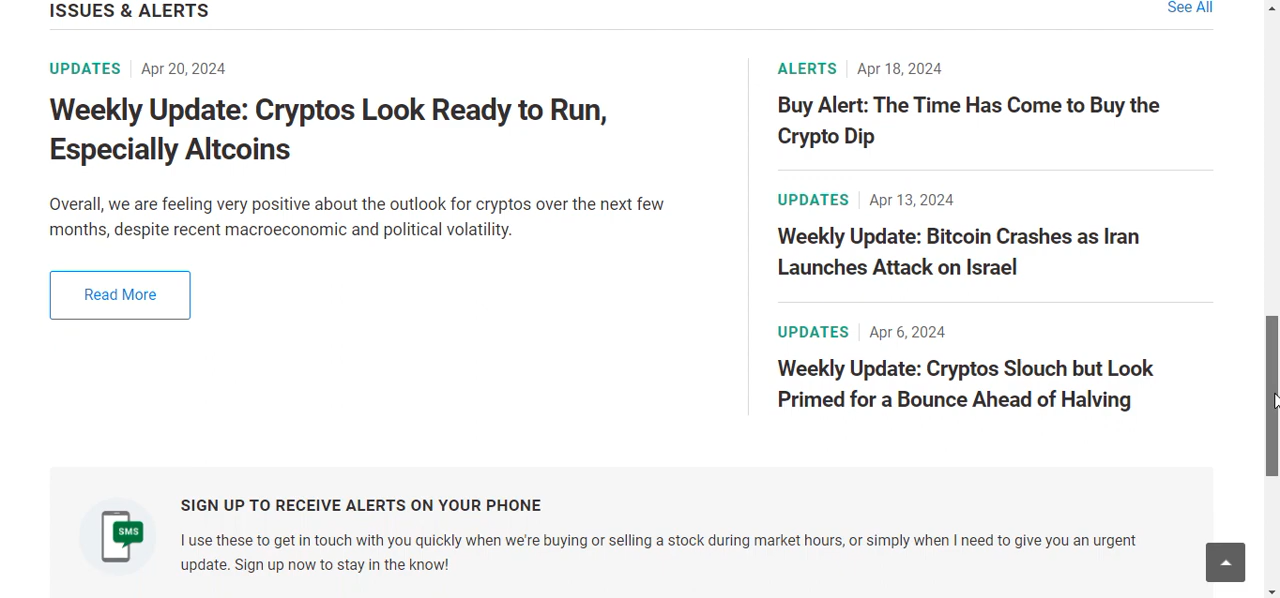 ISSUES & ALERTS
See All
UPDATES Apr 20, 2024
Weekly Update: Cryptos Look Ready to Run,
Especially Altcoins
Overall, we are feeling very positive about the outlook for cryptos over the next few
months, despite recent macroeconomic and political volatility.
Read More
ALERTS Apr 18, 2024
Buy Alert: The Time Has Come to Buy the
Crypto Dip
UPDATES Apr 13, 2024
Weekly Update: Bitcoin Crashes as Iran
Launches Attack on Israel
UPDATES Apr 6, 2024
Weekly Update: Cryptos Slouch but Look
Primed for a Bounce Ahead of Halving
SMS
SIGN UP TO RECEIVE ALERTS ON YOUR PHONE
I use these to get in touch with you quickly when we're buying or selling a stock during market hours, or simply when I need to give you an urgent
update. Sign up now to stay in the know!